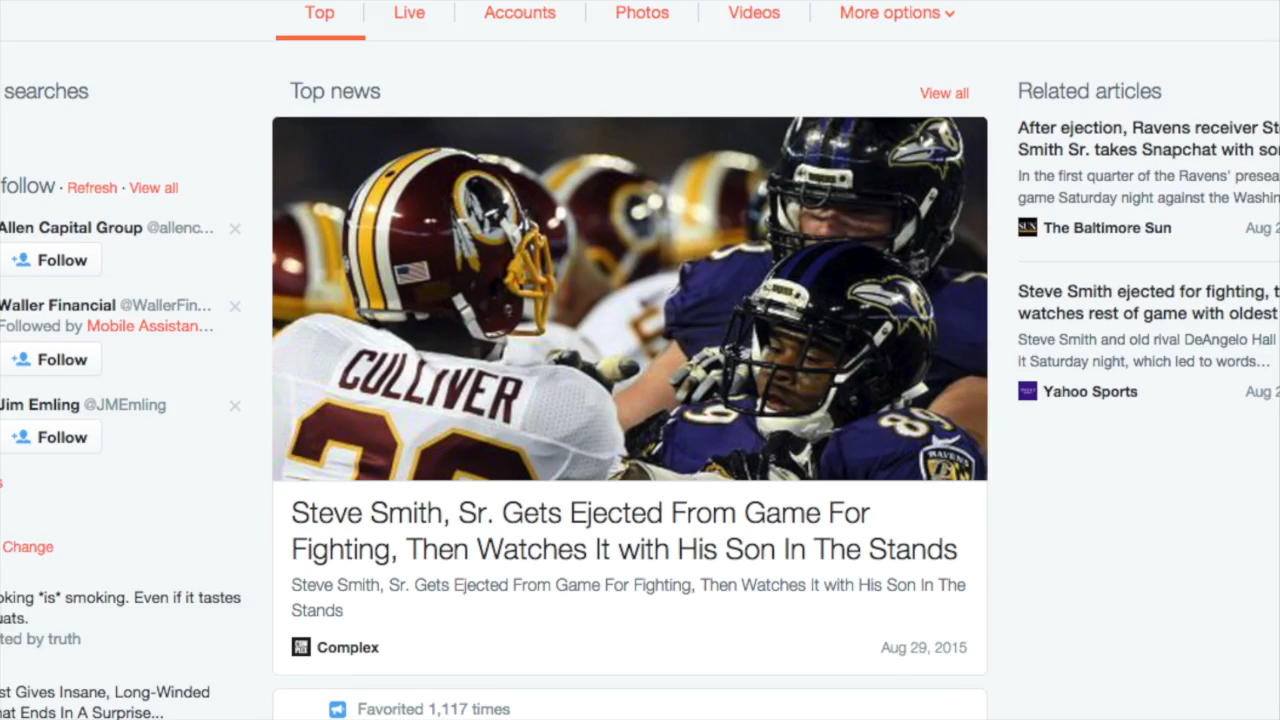 Top
Live
Accounts
Photos
Videos
More options
searches
follow · Refresh · View all
Allen Capital Group @allenc...
Follow
Waller Financial @WallerFin...
Followed by Mobile Assistan...
Follow
Jim Emling @JMEmling
Follow
Change
oking *is* smoking. Even if it tastes
uats.
ted by truth
st Gives Insane, Long-Winded
hat Ends In A Surprise...
Top news
View all
CULLIVER
89
RAVENS
Steve Smith, Sr. Gets Ejected From Game For
Fighting, Then Watches It with His Son In The Stands
Steve Smith, Sr. Gets Ejected From Game For Fighting, Then Watches It with His Son In The
Stands
COMPLEX
Complex
Aug 29, 2015
Favorited 1,117 times
Related articles
After ejection, Ravens receiver St
Smith Sr. takes Snapchat with so
In the first quarter of the Ravens' presea
game Saturday night against the Washin
SUN
The Baltimore Sun
Aug 2
Steve Smith ejected for fighting, t
watches rest of game with oldest
Steve Smith and old rival DeAngelo Hall
it Saturday night, which led to words...
Yahoo Sports
Aug 2